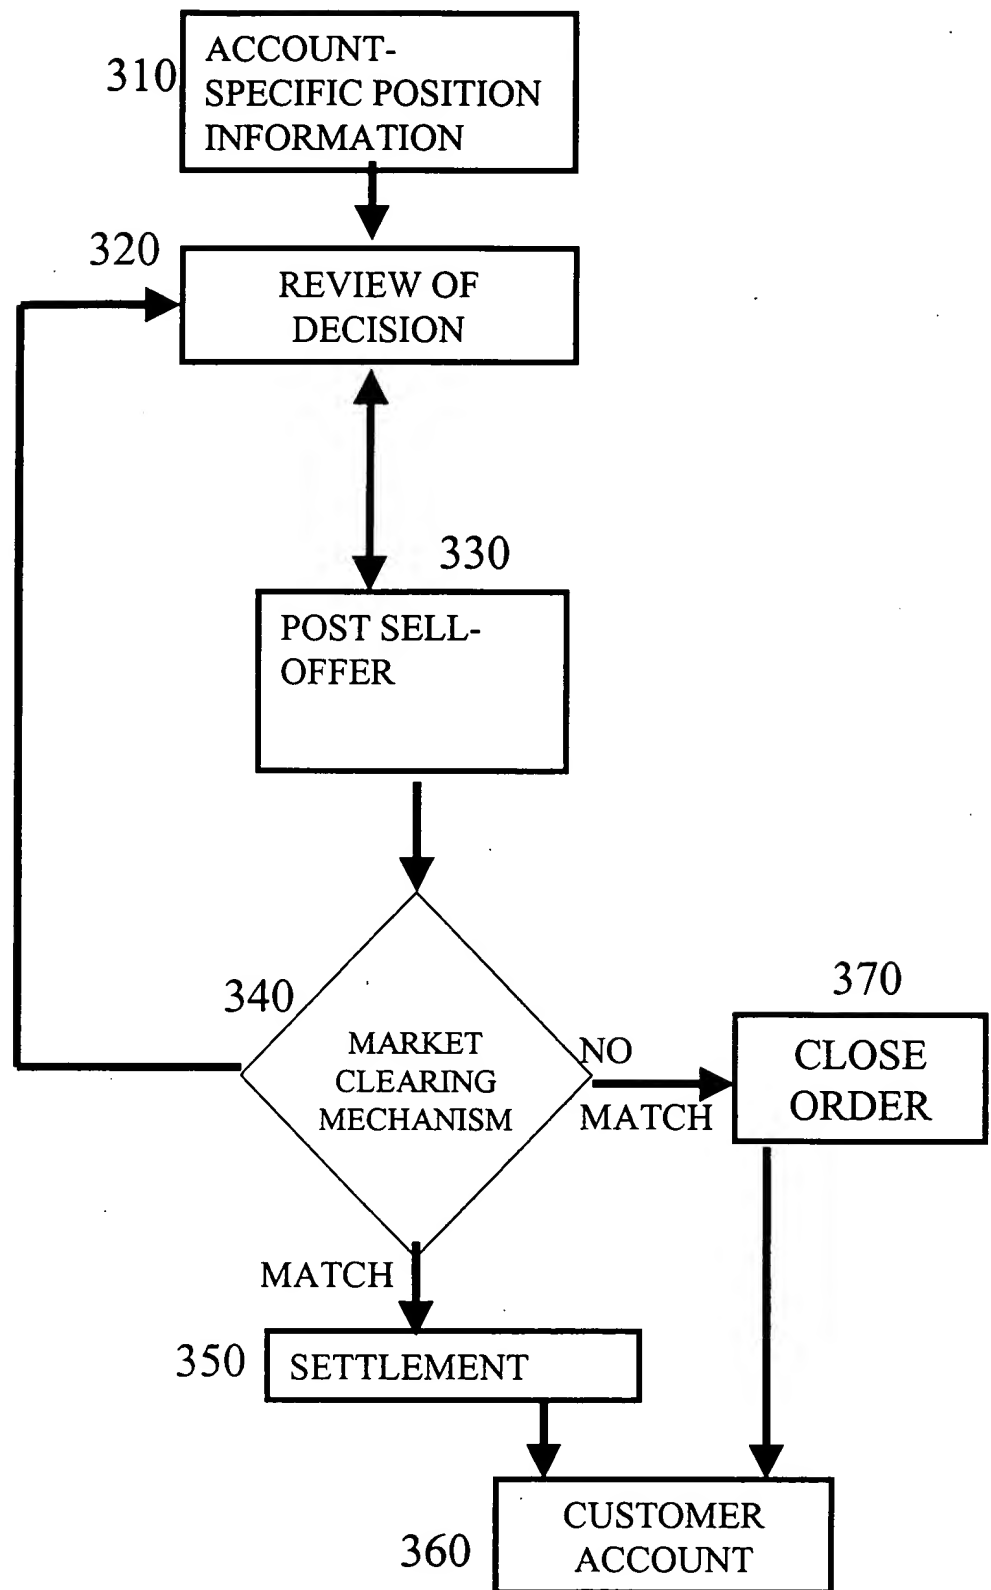 310
ACCOUNT-
SPECIFIC POSITION
INFORMATION
320
REVIEW OF
DECISION
330
POST SELL-
OFFER
340
MARKET
CLEARING
MECHANISM
NO
MATCH
370
CLOSE
ORDER
MATCH
350
SETTLEMENT
360
CUSTOMER
ACCOUNT